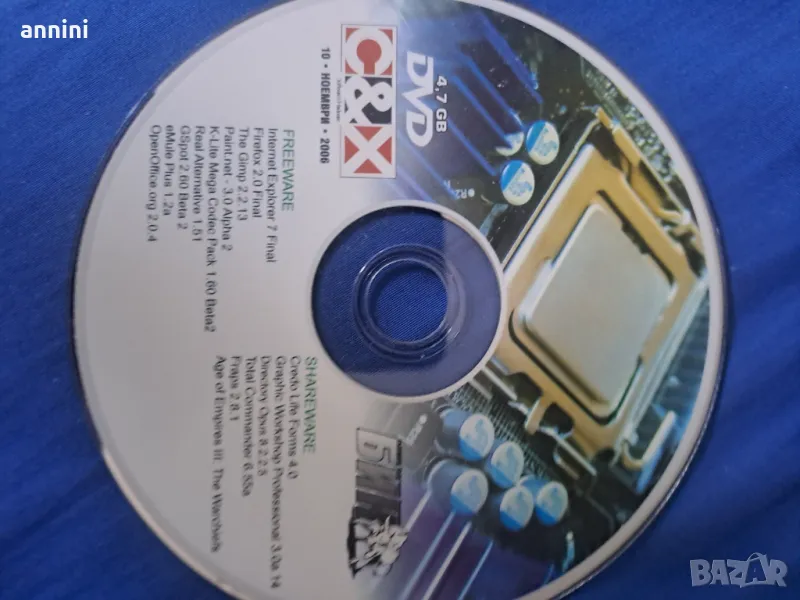 annini
4,7 GB
DVD
C&X
10 • НОЕМВРИ • 2006
FREEWARE
Internet Explorer 7 Final
Firefox 2.0 Final
The Gimp 2.2.13
Paint.net - 3.0 Alpha 2
K-Lite Mega Codec Pack 1.60 Beta2
Real Alternative 1.51
GSpot 2.60 Beta 2
eMule Plus 1.2a
OpenOffice.org 2.0.4
SHAREWARE
Credo Life Forms 4.0
Graphic Workshop Professional 3.0a 14
Directory Opus 8.2.2.3
Total Commander 6.55a
Fraps 2.8.1
Age of Empires III: The Warchiefs
BAZAR